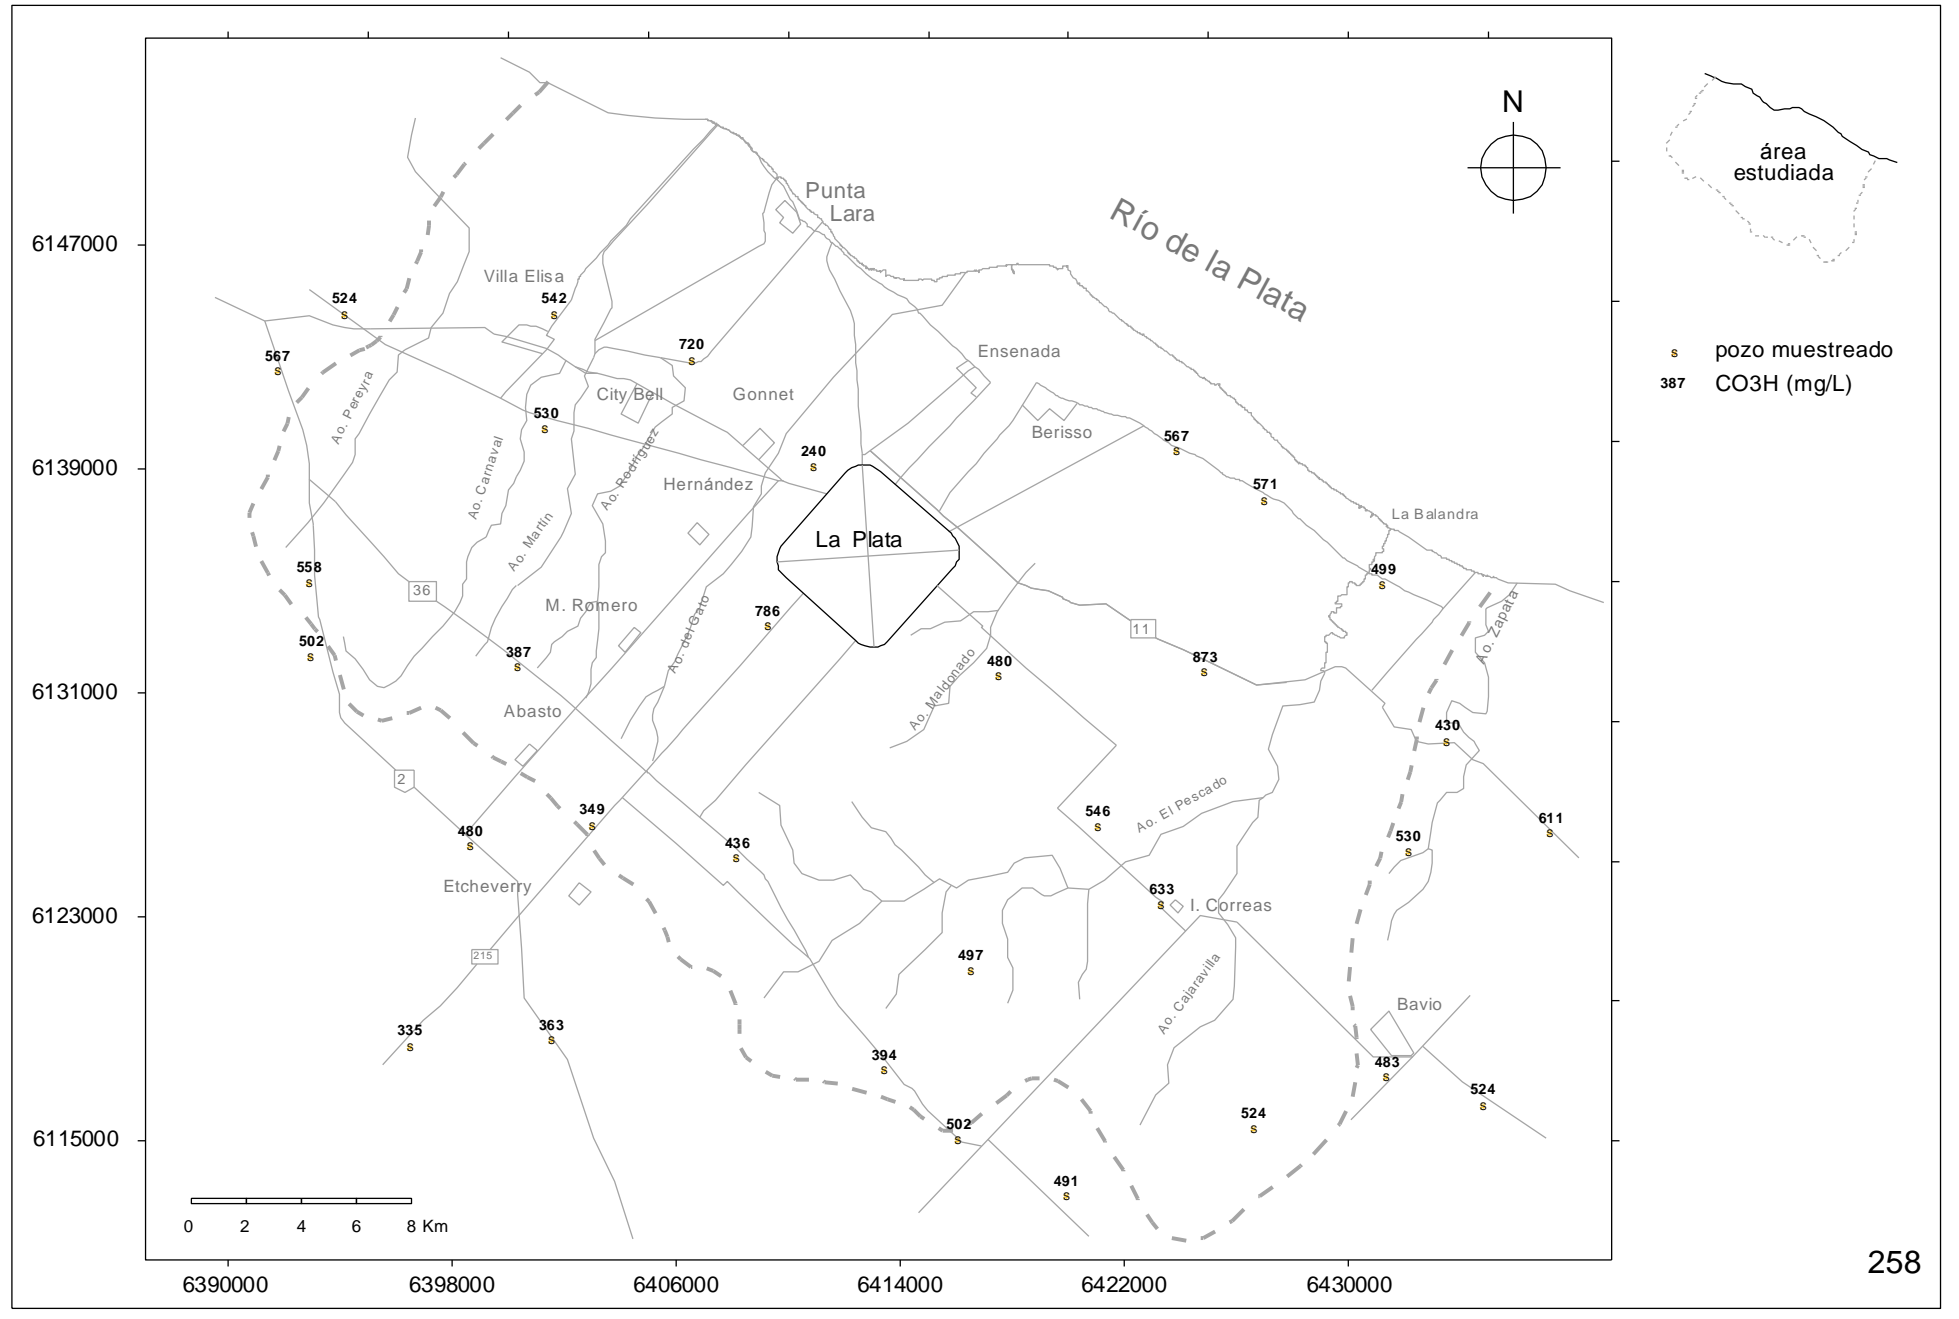 N
Punta
Lara
Río de la Plata
área
estudiada
6147000
Villa Elisa
524
542
720
567
Ensenada
s pozo muestreado
387 CO3H (mg/L)
Ao. Pereyra
City Bell
Gonnet
530
Berisso
567
240
6139000
Ao. Carnaval
Ao. Rodríguez
Hernández
571
La Balandra
Ao. Martín
La Plata
558
499
36
M. Romero
786
Ao. del Gato
11
Ao. Zapata
502
387
480
873
Ao. Maldonado
6131000
Abasto
430
2
349
546
Ao. El Pescado
611
480
436
530
Etcheverry
633
I. Correas
6123000
215
497
Ao. Cajaravilla
Bavio
335
363
394
483
524
502
524
6115000
491
0 2 4 6 8 Km
258
6390000 6398000 6406000 6414000 6422000 6430000